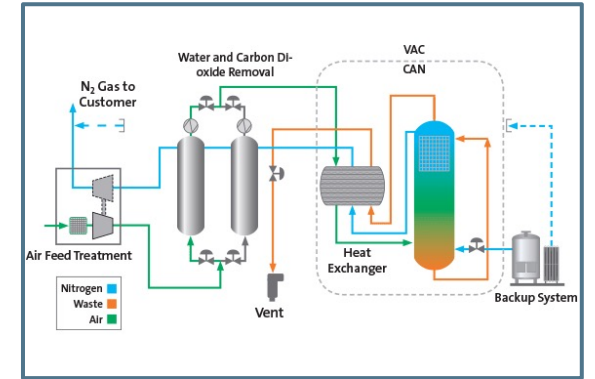 Water and Carbon Di-
oxide Removal
VAC
CAN
N₂ Gas to
Customer
Air Feed Treatment
Heat
Exchanger
Backup System
Vent
Nitrogen
Waste
Air